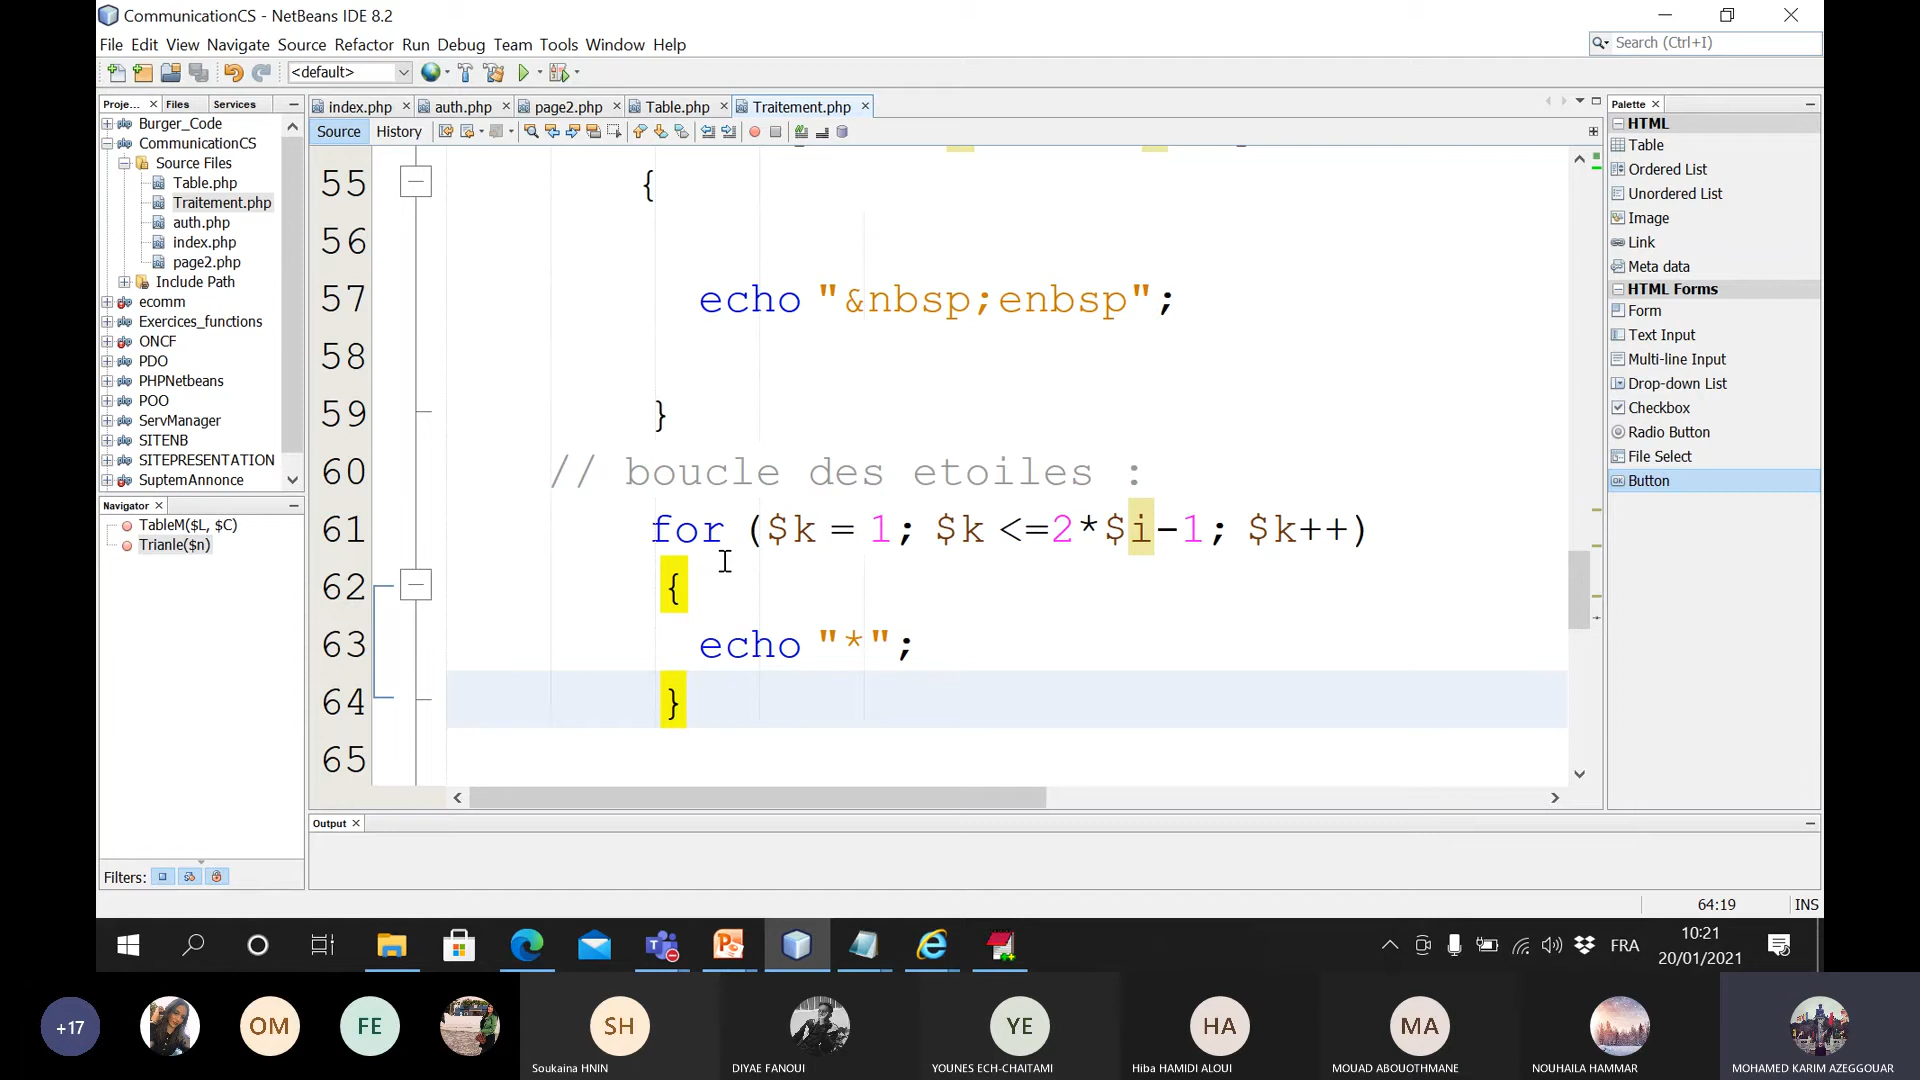 CommunicationCS - NetBeans IDE 8.2
File Edit View Navigate Source Refactor Run Debug Team Tools Window Help
Search (Ctrl+I)
<default>
Proje... Files Services
index.php auth.php page2.php Table.php Traitement.php
Source History
Burger_Code
CommunicationCS
Source Files
Table.php
Traitement.php
auth.php
index.php
page2.php
Include Path
ecomm
Exercices_functions
ONCF
PDO
PHPNetbeans
POO
ServManager
SITENB
SITEPRESENTATION
SuptemAnnonce
Navigator
TableM($L, $C)
Trianle($n)
Filters:
55 {
56
57 echo "&nbsp;enbsp";
58
59 }
60 // boucle des etoiles :
61 for ($k = 1; $k <=2*$i-1; $k++)
62 {
63 echo "*";
64 }
65
Palette
HTML
Table
Ordered List
Unordered List
Image
Link
Meta data
HTML Forms
Form
Text Input
Multi-line Input
Drop-down List
Checkbox
Radio Button
File Select
Button
Output
64:19 INS
FRA
10:21
20/01/2021
+17
OM
FE
SH
YE
HA
MA
Soukaina HNIN
DIYAE FANOUI
YOUNES ECH-CHAITAMI
Hiba HAMIDI ALOUI
MOUAD ABOUOTHMANE
NOUHAILA HAMMAR
MOHAMED KARIM AZEGGOUAR